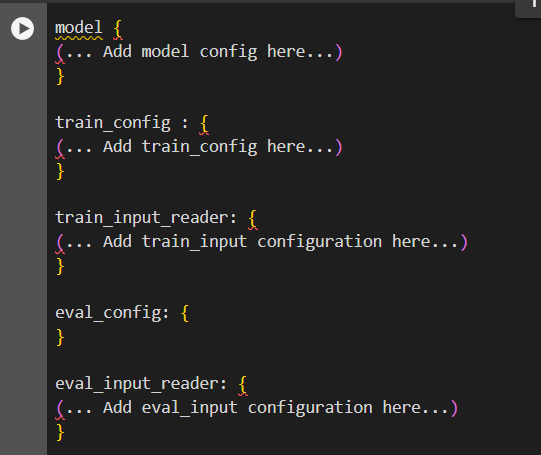 model {
(... Add model config here...)
}
train_config : {
(... Add train_config here...)
}
train_input_reader: {
(... Add train_input configuration here...)
}
eval_config: {
}
eval_input_reader: {
(... Add eval_input configuration here...)
}